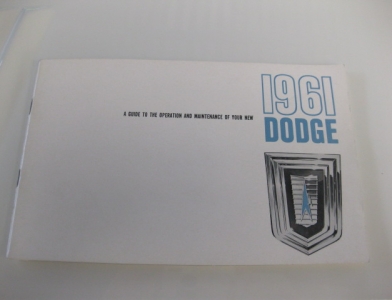 1961
A GUIDE TO THE OPERATION AND MAINTENANCE OF YOUR NEW
DODGE